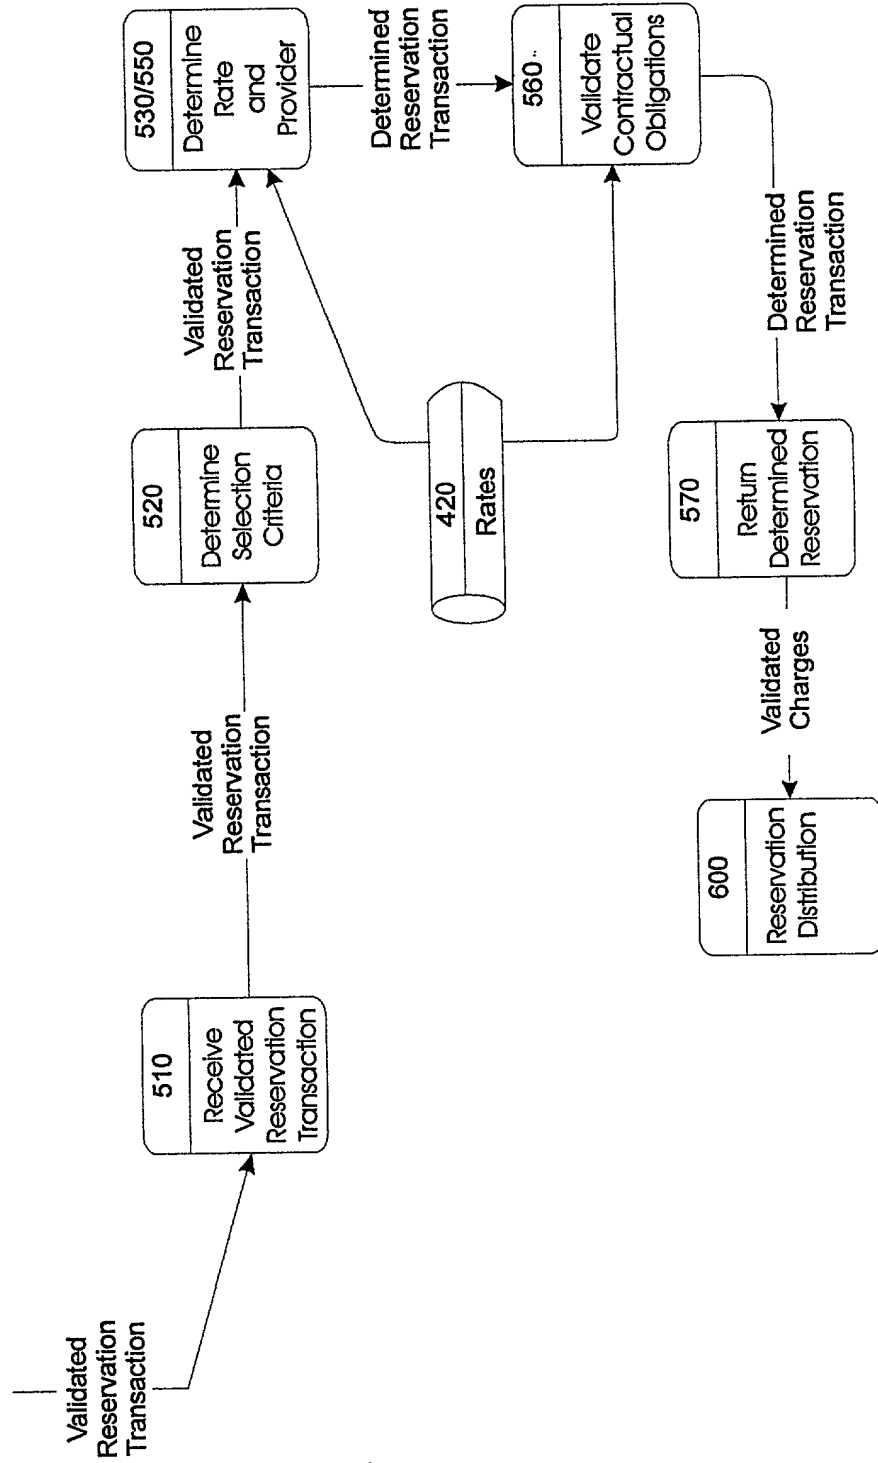 Validated
Reservation
Transaction
510
Receive
Validated
Reservation
Transaction
Validated
Reservation
Transaction
520
Determine
Selection
Criteria
Validated
Reservation
Transaction
530/550
Determine
Rate
and
Provider
Determined
Reservation
Transaction
420
Rates
560
Validate
Contractual
Obligations
Determined
Reservation
Transaction
570
Return
Determined
Reservation
Validated
Charges
600
Reservation
Distribution